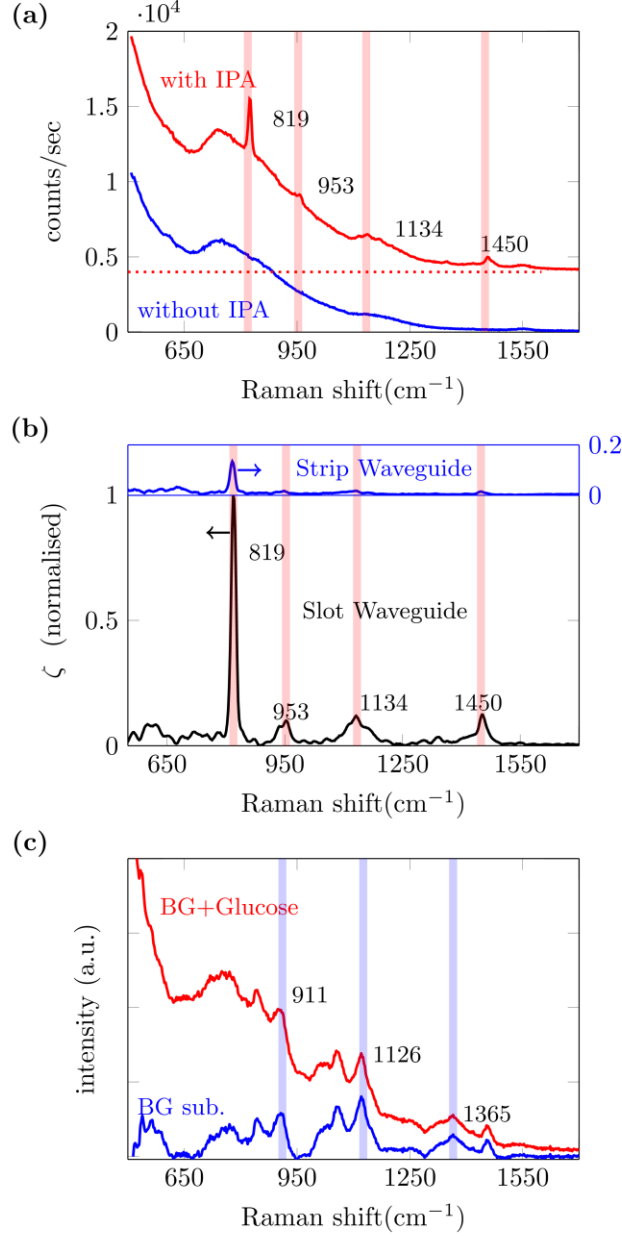 (a)
·10⁴
2
1.5
1
0.5
0
counts/sec
with IPA
819
953
1134
1450
without IPA
650
950
1250
1550
Raman shift(cm⁻¹)
(b)
0.2
0
Strip Waveguide
1
0.5
0
ζ (normalised)
819
Slot Waveguide
953
1134
1450
650
950
1250
1550
Raman shift(cm⁻¹)
(c)
intensity (a.u.)
BG+Glucose
911
1126
BG sub.
1365
650
950
1250
1550
Raman shift(cm⁻¹)